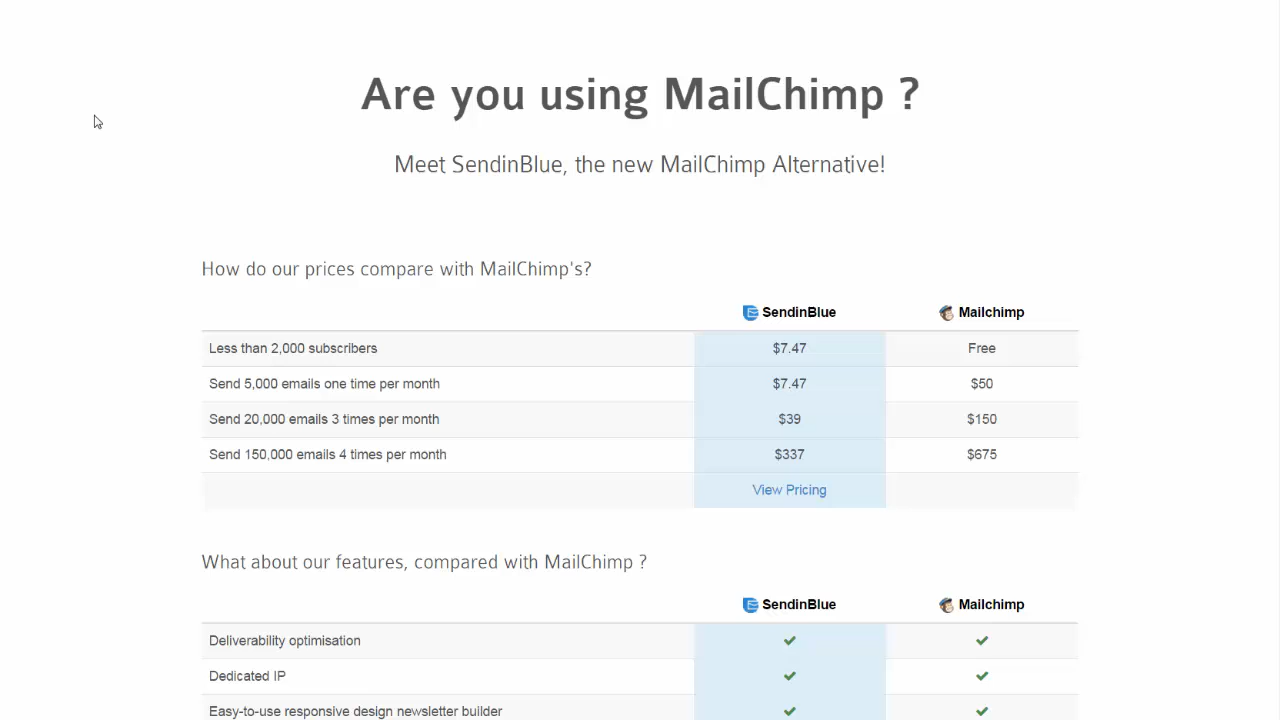 Are you using MailChimp ?
Meet SendinBlue, the new MailChimp Alternative!
How do our prices compare with MailChimp's?
SendinBlue Mailchimp
Less than 2,000 subscribers $7.47 Free
Send 5,000 emails one time per month $7.47 $50
Send 20,000 emails 3 times per month $39 $150
Send 150,000 emails 4 times per month $337 $675
View Pricing
What about our features, compared with MailChimp ?
SendinBlue Mailchimp
Deliverability optimisation
Dedicated IP
Easy-to-use responsive design newsletter builder